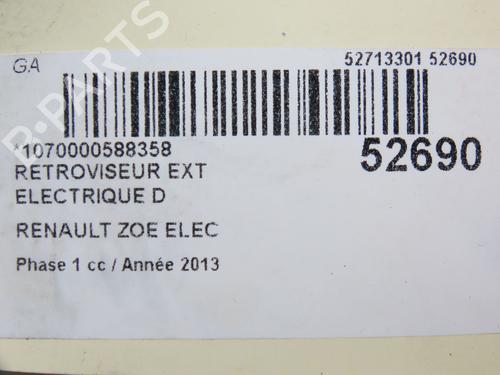 GA
52713301 52690
*1070000588358
52690
RETROVISEUR EXT
ELECTRIQUE D
RENAULT ZOE ELEC
Phase 1 cc / Année 2013
B-PARTS